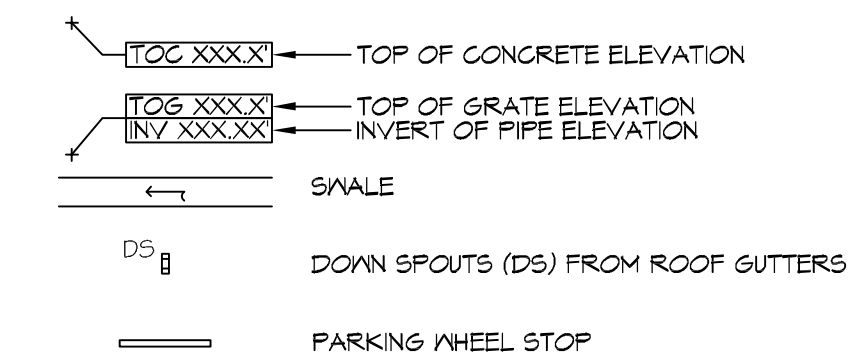 TOC XXX.X' TOP OF CONCRETE ELEVATION
TOG XXX.X' TOP OF GRATE ELEVATION
INV XXX.XX' INVERT OF PIPE ELEVATION
SWALE
DS DOWN SPOUTS (DS) FROM ROOF GUTTERS
PARKING WHEEL STOP